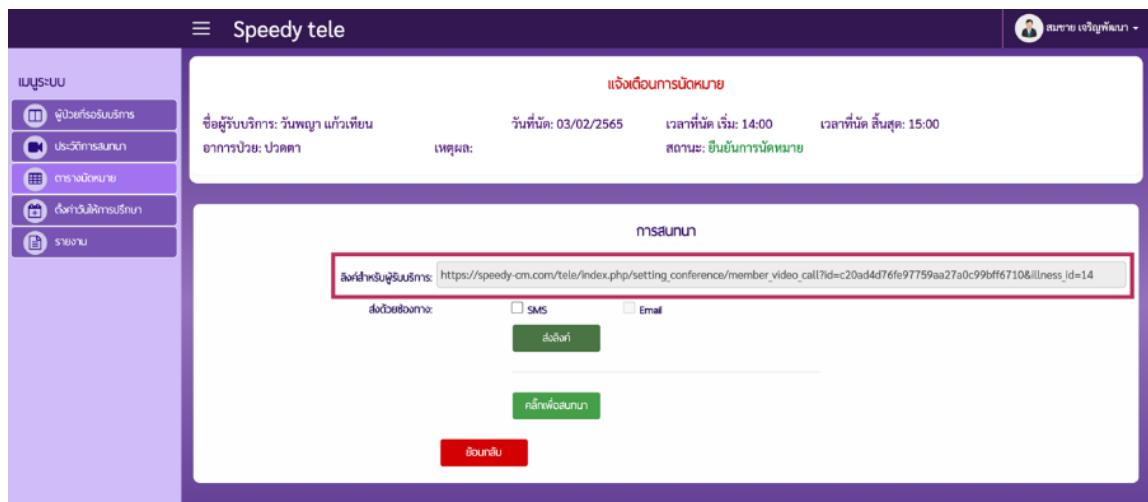 Speedy tele
สมชาย เจริญพัฒนา
เมนูระบบ
ผู้ป่วยที่รอรับบริการ
ประวัติการสนทนา
ตารางนัดหมาย
ตั้งค่าวันให้การปรึกษา
รายงาน
แจ้งเตือนการนัดหมาย
ชื่อผู้รับบริการ: วันพญา แก้วเทียน วันที่นัด: 03/02/2565 เวลาที่นัด เริ่ม: 14:00 เวลาที่นัด สิ้นสุด: 15:00
อาการป่วย: ปวดตา เหตุผล: สถานะ: ยืนยันการนัดหมาย
การสนทนา
ลิงค์สำหรับผู้รับบริการ: https://speedy-cm.com/tele/index.php/setting_conference/member_video_call?id=c20ad4d76fe97759aa27a0c99bff6710&illness_id=14
ส่งด้วยช่องทาง: SMS Email
ส่งลิงค์
คลิ๊กเพื่อสนทนา
ย้อนกลับ